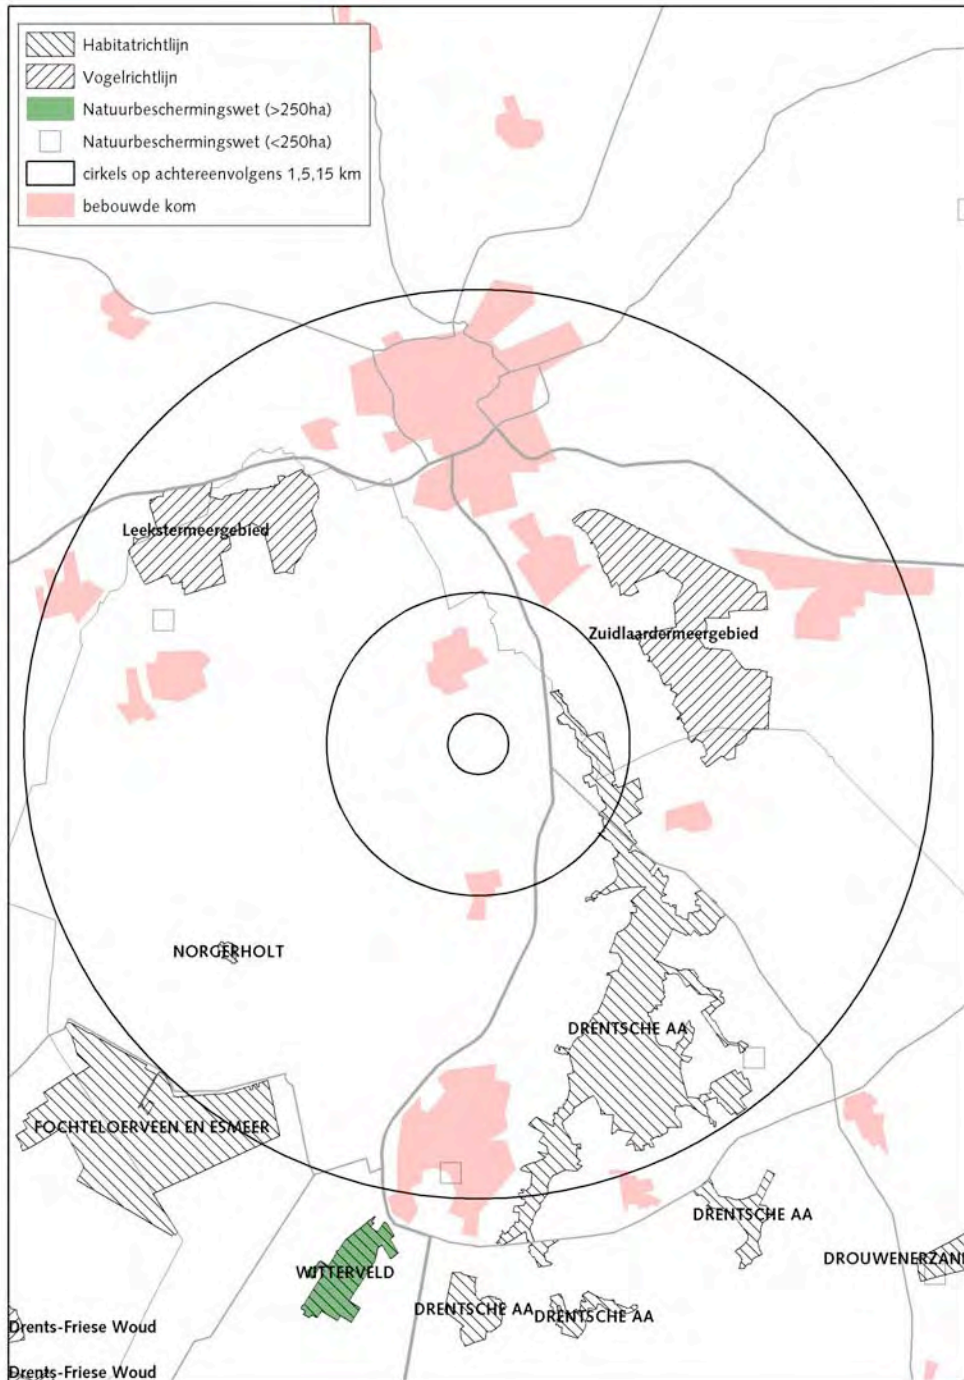 Habitatrichtlijn
Vogelrichtlijn
Natuurbeschermingswet (>250ha)
Natuurbeschermingswet (<250ha)
cirkels op achtereenvolgens 1,5,15 km
bebouwde kom
Leekstermeergebied
Zuidlaardermeergebied
NORGERHOLT
DRENTSCHE AA
FOCHTELOERVEEN EN ESMEER
DRENTSCHE AA
DROUWENERZAND
WITTERVELD
DRENTSCHE AA
DRENTSCHE AA
Drents-Friese Woud
Drents-Friese Woud